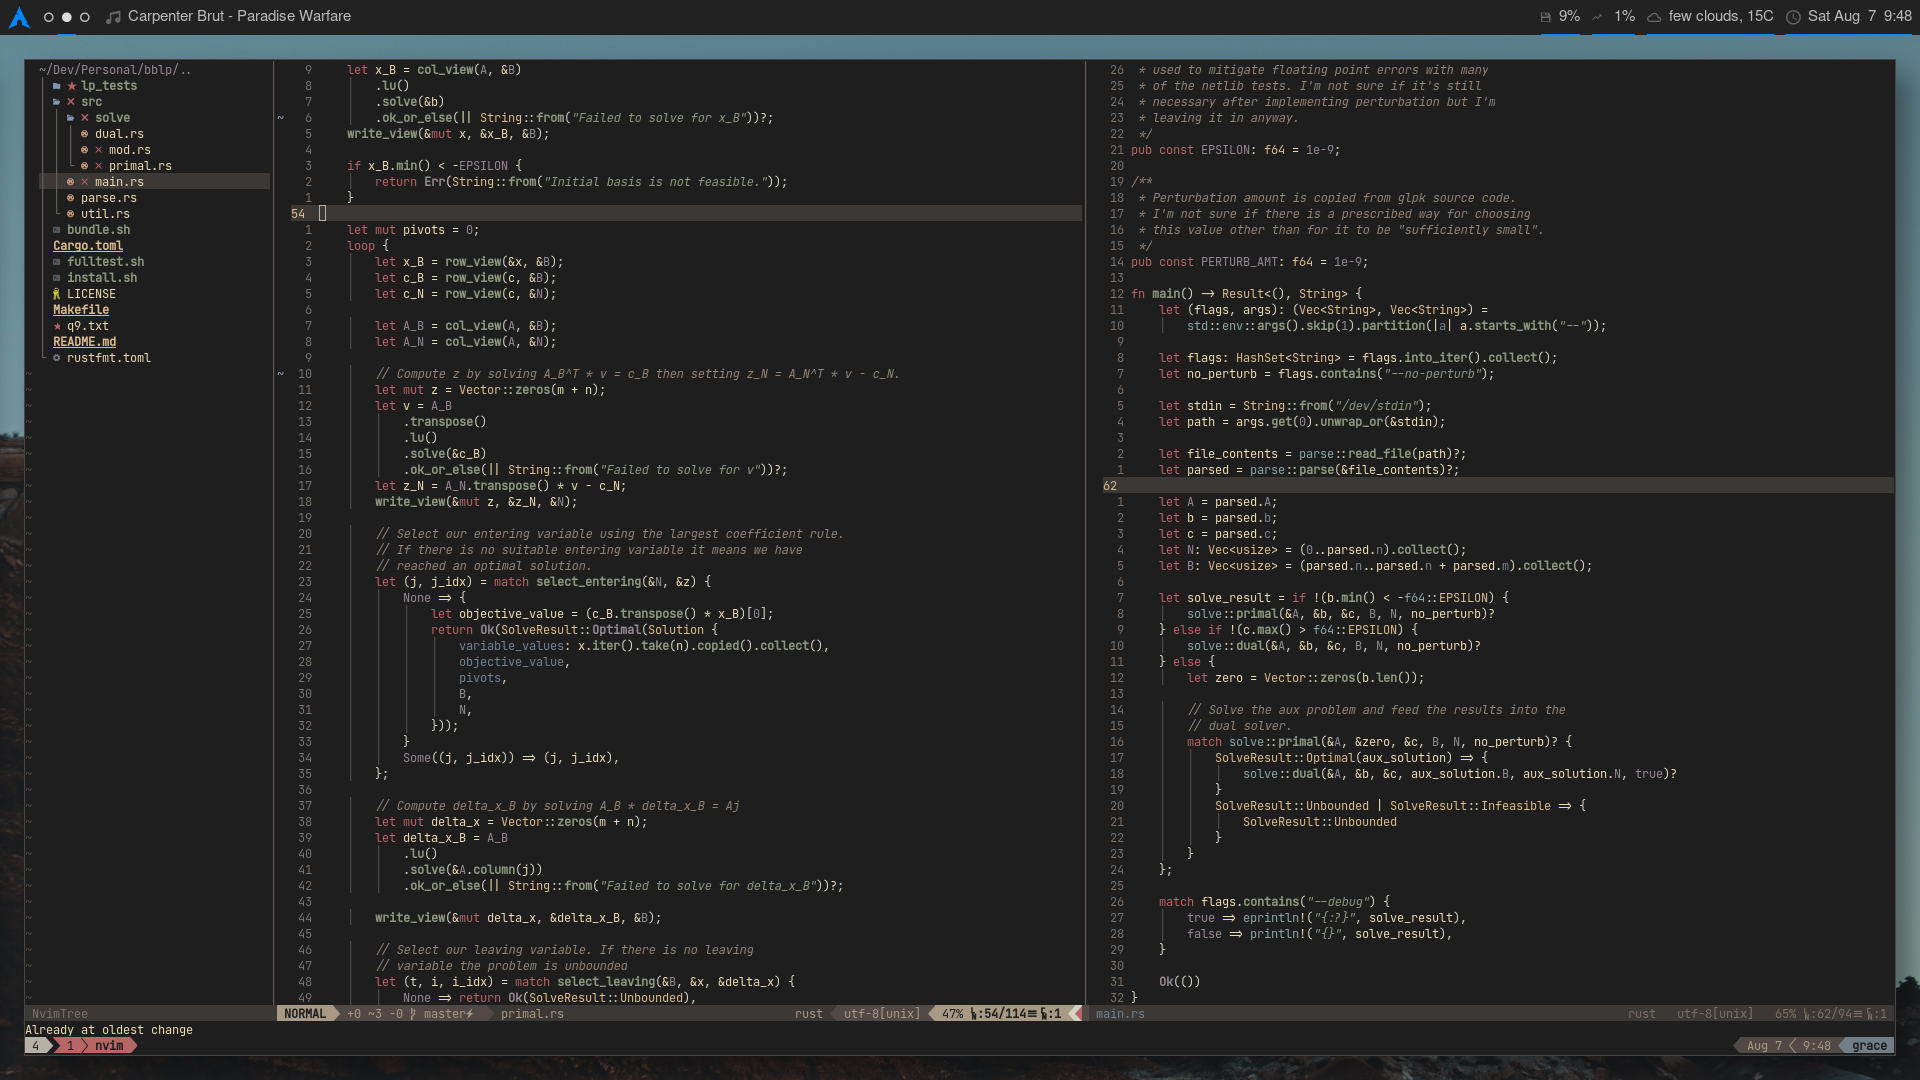 Carpenter Brut - Paradise Warfare
9% 1% few clouds, 15C Sat Aug 7 9:48
~/Dev/Personal/bblp/..
★ lp_tests
✕ src
✕ solve
dual.rs
✕ mod.rs
✕ primal.rs
✕ main.rs
parse.rs
util.rs
bundle.sh
Cargo.toml
fulltest.sh
install.sh
LICENSE
Makefile
★ q9.txt
README.md
rustfmt.toml
9 let x_B = col_view(A, &B)
8 .lu()
7 .solve(&b)
~ 6 .ok_or_else(|| String::from("Failed to solve for x_B"))?;
5 write_view(&mut x, &x_B, &B);
4
3 if x_B.min() < -EPSILON {
2 return Err(String::from("Initial basis is not feasible."));
1 }
54
1 let mut pivots = 0;
2 loop {
3 let x_B = row_view(&x, &B);
4 let c_B = row_view(c, &B);
5 let c_N = row_view(c, &N);
6
7 let A_B = col_view(A, &B);
8 let A_N = col_view(A, &N);
9
~ 10 // Compute z by solving A_B^T * v = c_B then setting z_N = A_N^T * v - c_N.
11 let mut z = Vector::zeros(m + n);
12 let v = A_B
13 .transpose()
14 .lu()
15 .solve(&c_B)
16 .ok_or_else(|| String::from("Failed to solve for v"))?;
17 let z_N = A_N.transpose() * v - c_N;
18 write_view(&mut z, &z_N, &N);
19
20 // Select our entering variable using the largest coefficient rule.
21 // If there is no suitable entering variable it means we have
22 // reached an optimal solution.
23 let (j, j_idx) = match select_entering(&N, &z) {
24 None => {
25 let objective_value = (c_B.transpose() * x_B)[0];
26 return Ok(SolveResult::Optimal(Solution {
27 variable_values: x.iter().take(n).copied().collect(),
28 objective_value,
29 pivots,
30 B,
31 N,
32 }));
33 }
34 Some((j, j_idx)) => (j, j_idx),
35 };
36
37 // Compute delta_x_B by solving A_B * delta_x_B = Aj
38 let mut delta_x = Vector::zeros(m + n);
39 let delta_x_B = A_B
40 .lu()
41 .solve(&A.column(j))
42 .ok_or_else(|| String::from("Failed to solve for delta_x_B"))?;
43
44 write_view(&mut delta_x, &delta_x_B, &B);
45
46 // Select our leaving variable. If there is no leaving
47 // variable the problem is unbounded
48 let (t, i, i_idx) = match select_leaving(&B, &x, &delta_x) {
49 None => return Ok(SolveResult::Unbounded),
26 * used to mitigate floating point errors with many
25 * of the netlib tests. I'm not sure if it's still
24 * necessary after implementing perturbation but I'm
23 * leaving it in anyway.
22 */
21 pub const EPSILON: f64 = 1e-9;
20
19 /**
18 * Perturbation amount is copied from glpk source code.
17 * I'm not sure if there is a prescribed way for choosing
16 * this value other than for it to be "sufficiently small".
15 */
14 pub const PERTURB_AMT: f64 = 1e-9;
13
12 fn main() -> Result<(), String> {
11 let (flags, args): (Vec<String>, Vec<String>) =
10 std::env::args().skip(1).partition(|a| a.starts_with("--"));
9
8 let flags: HashSet<String> = flags.into_iter().collect();
7 let no_perturb = flags.contains("--no-perturb");
6
5 let stdin = String::from("/dev/stdin");
4 let path = args.get(0).unwrap_or(&stdin);
3
2 let file_contents = parse::read_file(path)?;
1 let parsed = parse::parse(&file_contents)?;
62
1 let A = parsed.A;
2 let b = parsed.b;
3 let c = parsed.c;
4 let N: Vec<usize> = (0..parsed.n).collect();
5 let B: Vec<usize> = (parsed.n..parsed.n + parsed.m).collect();
6
7 let solve_result = if !(b.min() < -f64::EPSILON) {
8 solve::primal(&A, &b, &c, B, N, no_perturb)?
9 } else if !(c.max() > f64::EPSILON) {
10 solve::dual(&A, &b, &c, B, N, no_perturb)?
11 } else {
12 let zero = Vector::zeros(b.len());
13
14 // Solve the aux problem and feed the results into the
15 // dual solver.
16 match solve::primal(&A, &zero, &c, B, N, no_perturb)? {
17 SolveResult::Optimal(aux_solution) => {
18 solve::dual(&A, &b, &c, aux_solution.B, aux_solution.N, true)?
19 }
20 SolveResult::Unbounded | SolveResult::Infeasible => {
21 SolveResult::Unbounded
22 }
23 }
24 };
25
26 match flags.contains("--debug") {
27 true => eprintln!("{:?}", solve_result),
28 false => println!("{}", solve_result),
29 }
30
31 Ok(())
32 }
NvimTree
NORMAL +0 ~3 -0 master⚡ primal.rs rust utf-8[unix] 47% :54/114≡ :1
main.rs rust utf-8[unix] 65% :62/94≡ :1
Already at oldest change
4 1 nvim Aug 7 9:48 grace